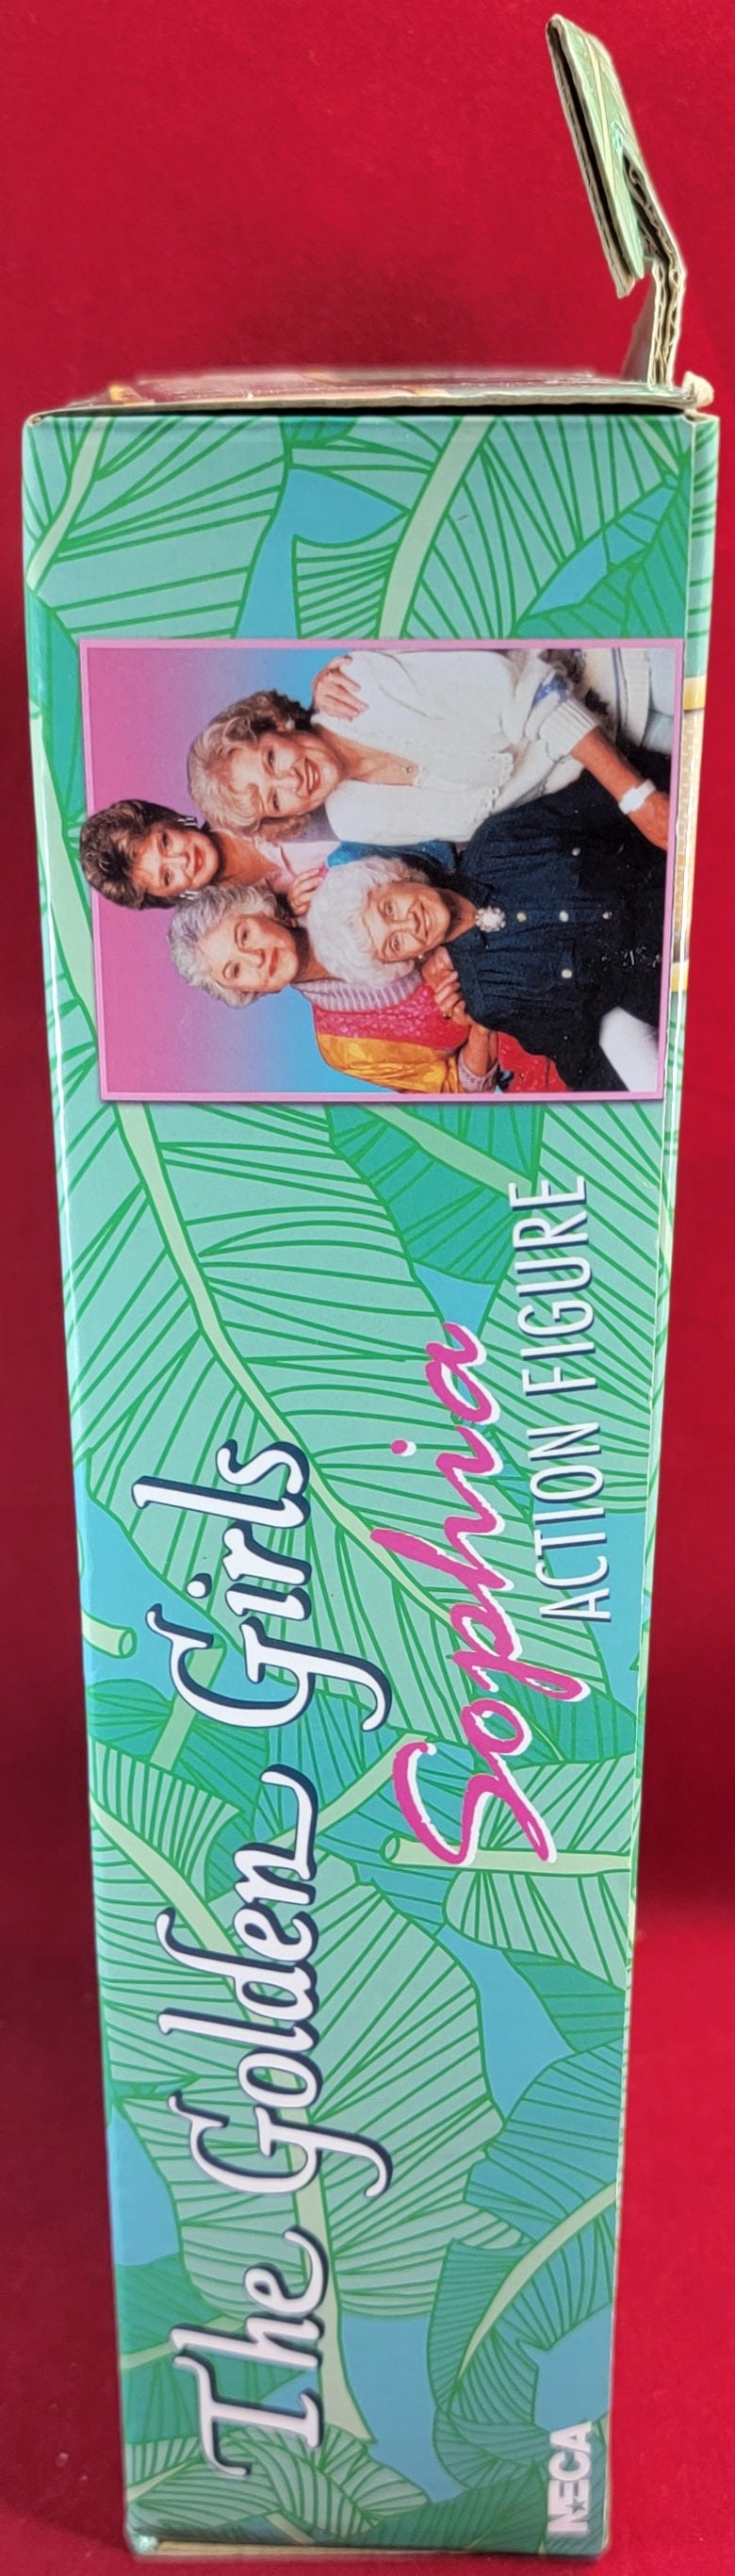 The Golden Girls
Sophia
ACTION FIGURE
NECA